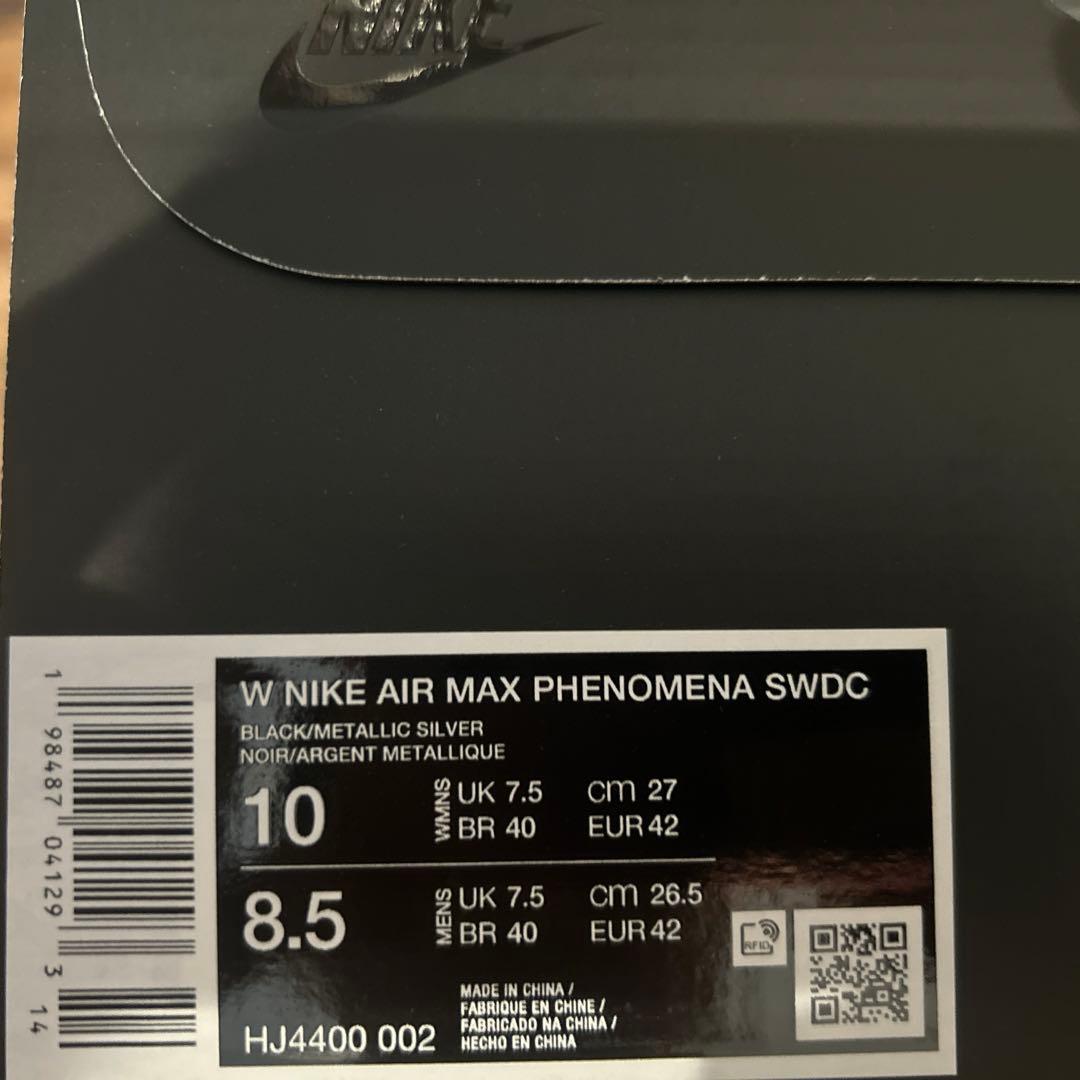 NIKE
W NIKE AIR MAX PHENOMENA SWDC
BLACK/METALLIC SILVER
NOIR/ARGENT METALLIQUE
10 WMNS UK 7.5 cm 27
BR 40 EUR 42
8.5 MENS UK 7.5 cm 26.5
BR 40 EUR 42
RFID
MADE IN CHINA /
FABRIQUE EN CHINE /
FABRICADO NA CHINA /
HECHO EN CHINA
HJ4400 002
1 98487 04129 3 14